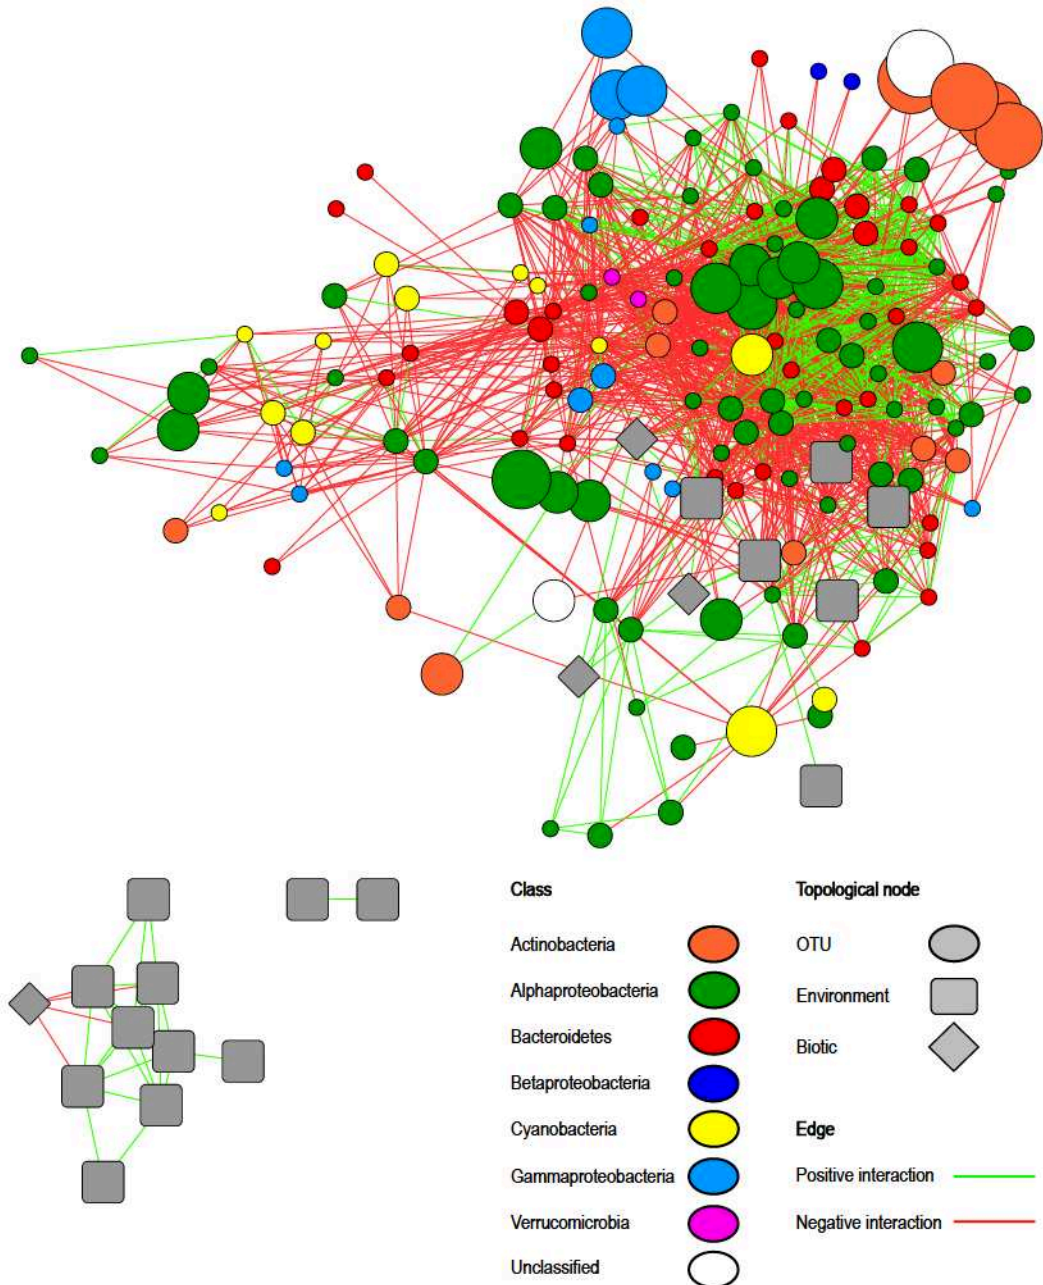 Class
Topological node
Actinobacteria
OTU
Alphaproteobacteria
Environment
Bacteroidetes
Biotic
Betaproteobacteria
Cyanobacteria
Edge
Gammaproteobacteria
Positive interaction
Verrucomicrobia
Negative interaction
Unclassified